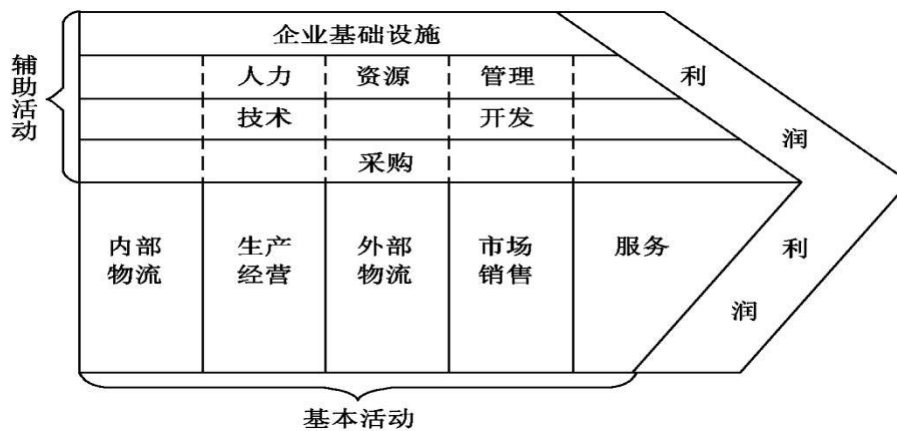 辅助活动
企业基础设施
人力 资源 管理
技术 开发
采购
内部物流
生产经营
外部物流
市场销售
服务
利润
利润
基本活动